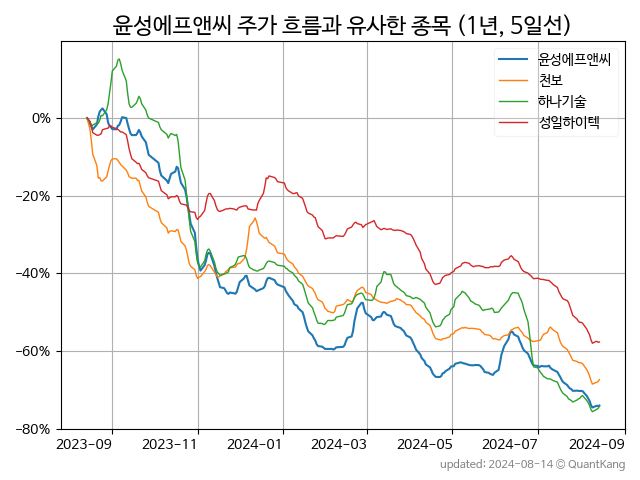 윤성에프앤씨 주가 흐름과 유사한 종목 (1년, 5일선)
윤성에프앤씨
천보
하나기술
성일하이텍
0%
−20%
−40%
−60%
−80%
2023-09 2023-11 2024-01 2024-03 2024-05 2024-07 2024-09
updated: 2024-08-14 © QuantKang